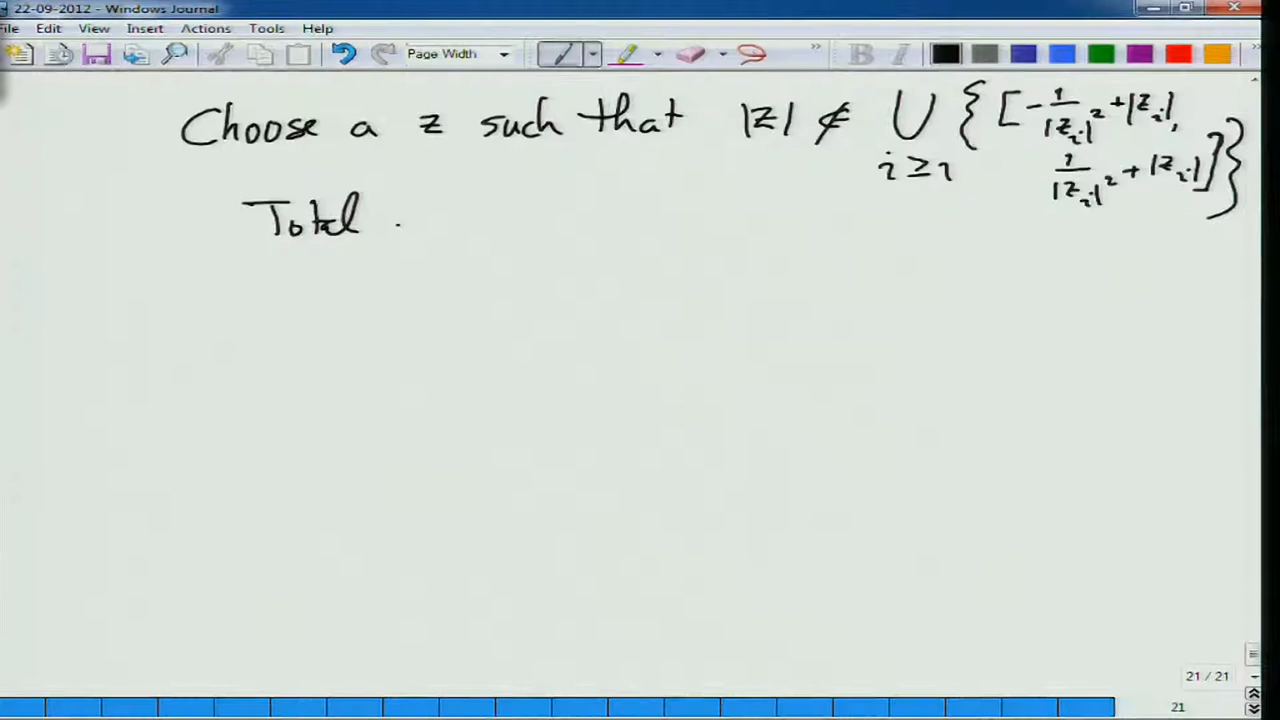 22-09-2012 - Windows Journal
File Edit View Insert Actions Tools Help
Page Width
Choose a z such that |z| ∉ ⋃_{i≥1} { [ -1/|z_i|² + |z_i|,
1/|z_i|² + |z_i| ] }
Total .
21 / 21
21